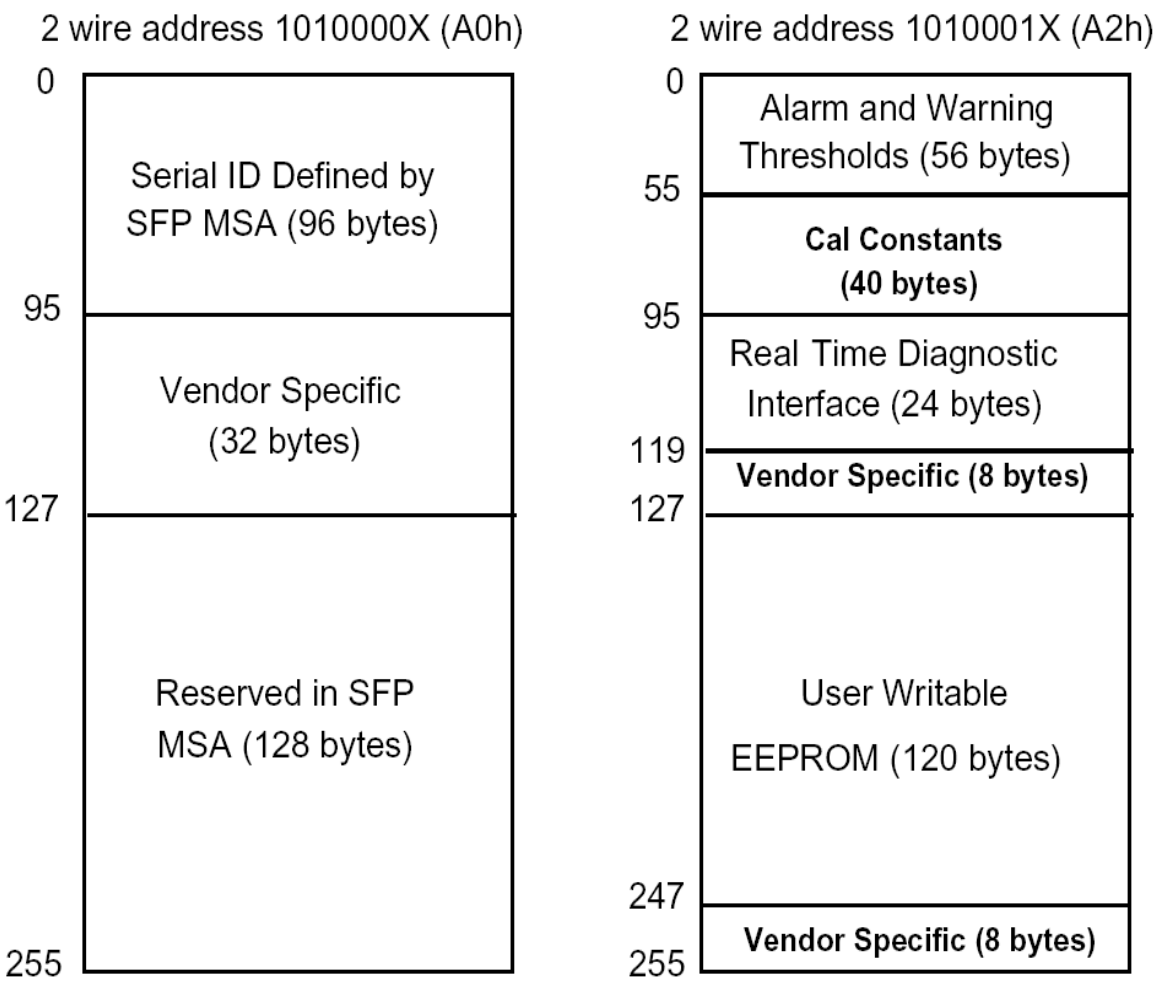 2 wire address 1010000X (A0h)
0
Serial ID Defined by
SFP MSA (96 bytes)
95
Vendor Specific
(32 bytes)
127
Reserved in SFP
MSA (128 bytes)
255
2 wire address 1010001X (A2h)
0
Alarm and Warning
Thresholds (56 bytes)
55
Cal Constants
(40 bytes)
95
Real Time Diagnostic
Interface (24 bytes)
119
Vendor Specific (8 bytes)
127
User Writable
EEPROM (120 bytes)
247
Vendor Specific (8 bytes)
255